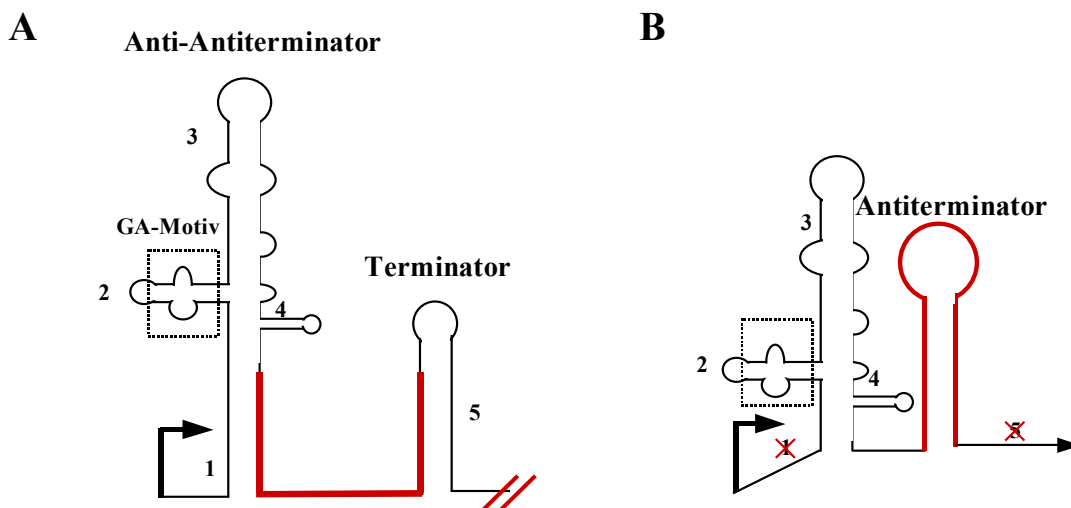 A
Anti-Antiterminator
3
GA-Motiv
2
4
Terminator
5
1
B
3
Antiterminator
2
4
1
5